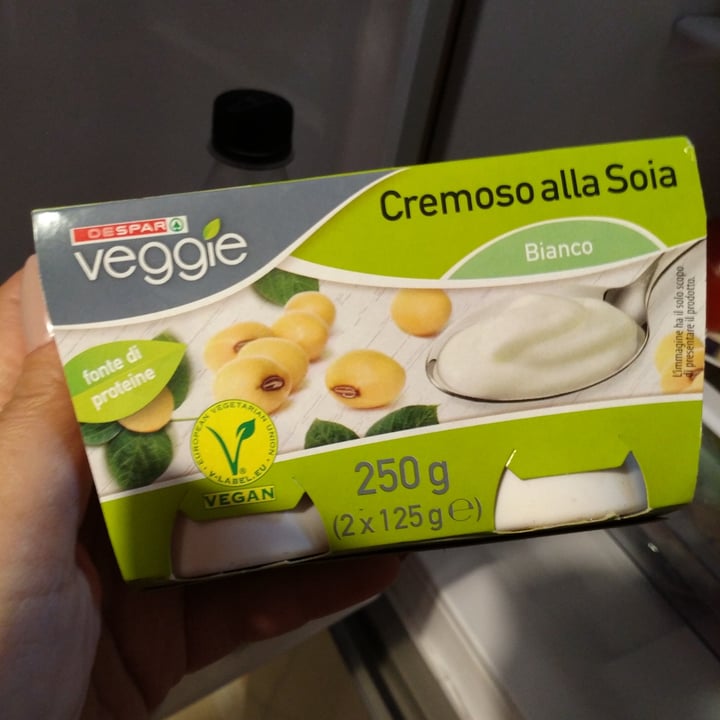 DESPAR
veggie
Cremoso alla Soia
Bianco
fonte di
proteine
L'immagine ha il solo scopo
di presentare il prodotto.
EUROPEAN VEGETARIAN UNION
V-LABEL.EU
VEGAN
250 g
(2 x 125 g ℮)